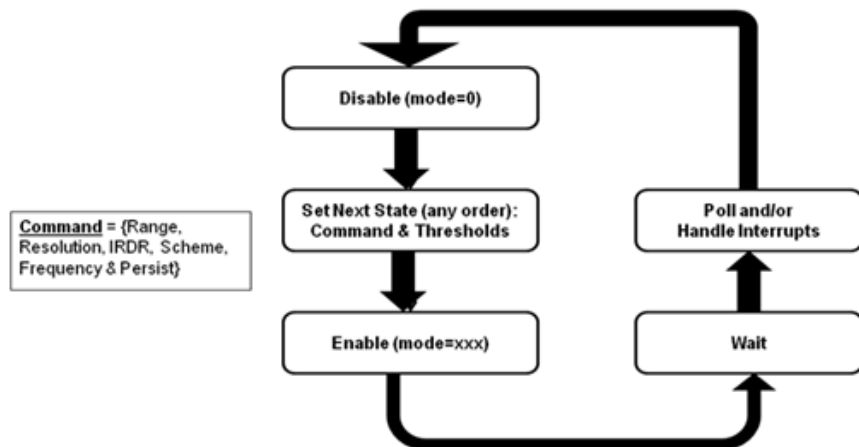 Disable (mode=0)
Set Next State (any order):
Command & Thresholds
Enable (mode=xxx)
Command = {Range,
Resolution, IRDR, Scheme,
Frequency & Persist}
Poll and/or
Handle Interrupts
Wait